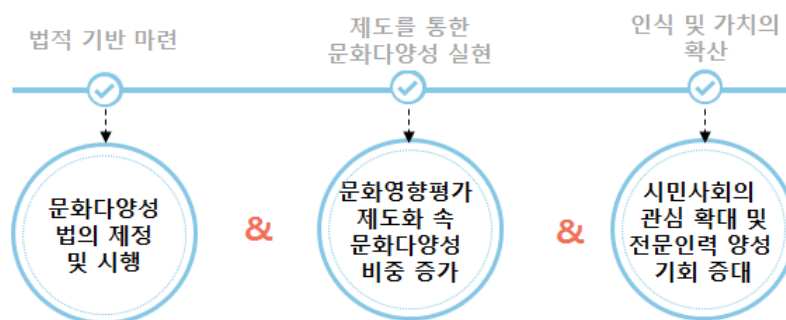 법적 기반 마련
제도를 통한
문화다양성 실현
인식 및 가치의
확산
문화다양성
법의 제정
및 시행
&
문화영향평가
제도화 속
문화다양성
비중 증가
&
시민사회의
관심 확대 및
전문인력 양성
기회 증대